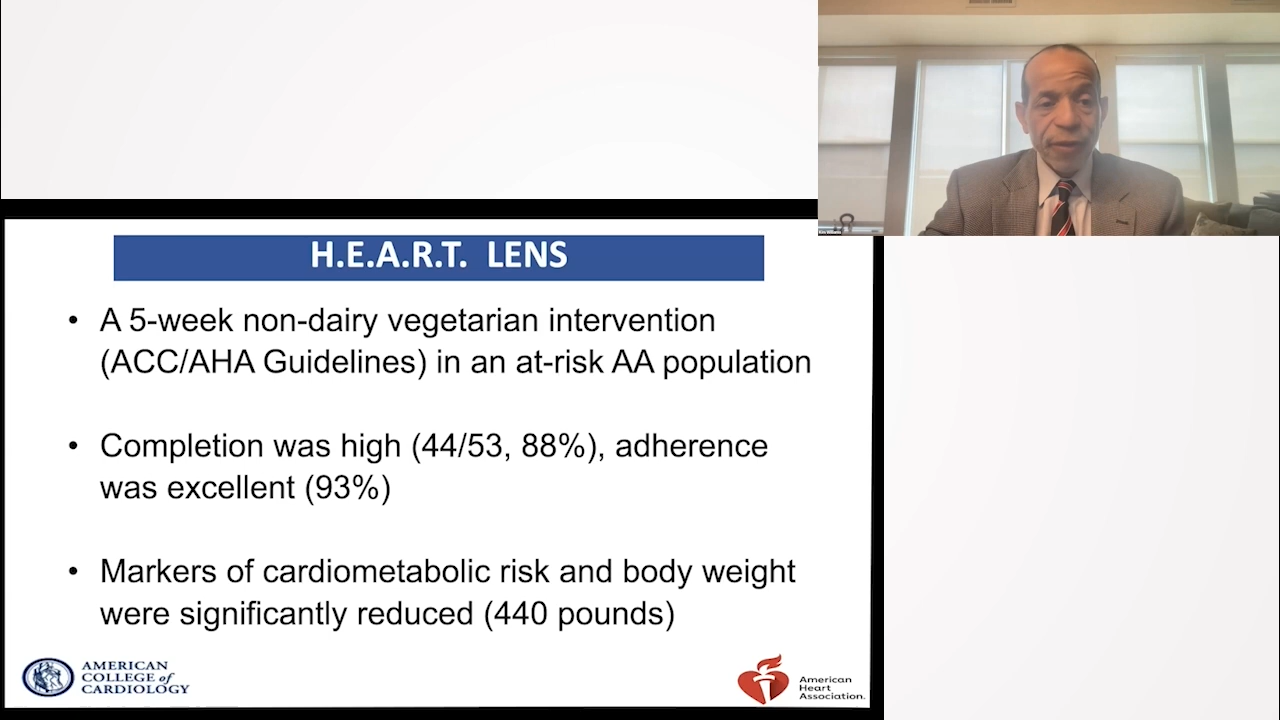 H.E.A.R.T. LENS
• A 5-week non-dairy vegetarian intervention
(ACC/AHA Guidelines) in an at-risk AA population
• Completion was high (44/53, 88%), adherence
was excellent (93%)
• Markers of cardiometabolic risk and body weight
were significantly reduced (440 pounds)
AMERICAN
COLLEGE of
CARDIOLOGY
American
Heart
Association.